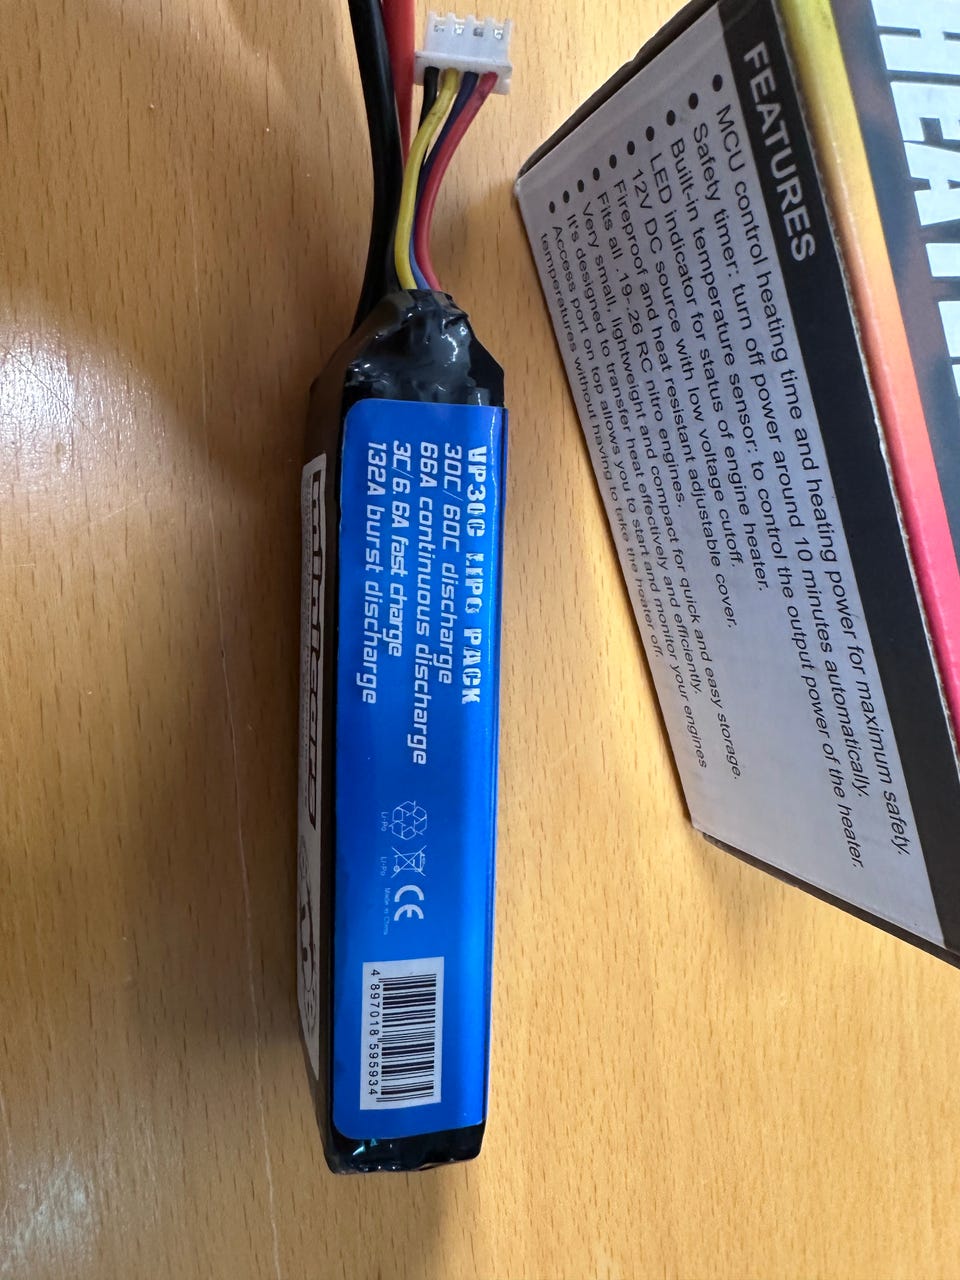 VP30C LIPO PACK
30C/60C discharge
66A continuous discharge
3C/6.6A fast charge
132A burst discharge
Li-Po
Li-Po
CE
Made in China
4 897018 595934
FEATURES
• MCU control heating time and heating power for maximum safety.
• Safety timer: turn off power around 10 minutes automatically.
• Built-in temperature sensor: to control the output power of the heater.
• LED indicator for status of engine heater.
• 12V DC source with low voltage cutoff.
• Fireproof and heat resistant adjustable cover.
• Fits all .19-.26 RC nitro engines.
• Very small, lightweight and compact for quick and easy storage.
• It's designed to transfer heat effectively and efficiently.
• Access port on top allows you to start and monitor your engines
temperatures without having to take the heater off.